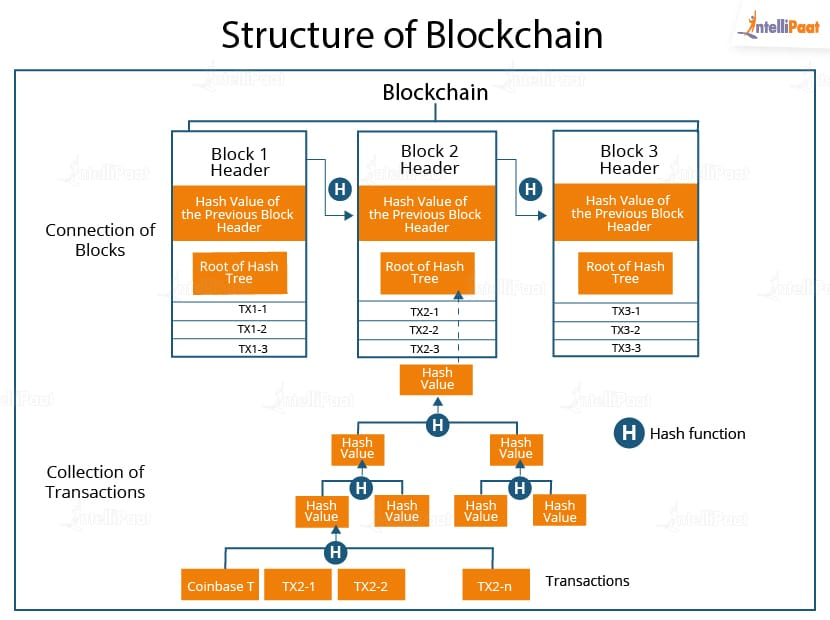 Structure of Blockchain
INTELLIPAAT
Blockchain
Block 1
Header
Hash Value of
the Previous Block
Header
Root of Hash
Tree
TX1-1
TX1-2
TX1-3
H
Block 2
Header
Hash Value of
the Previous Block
Header
Root of Hash
Tree
TX2-1
TX2-2
TX2-3
H
Block 3
Header
Hash Value of
the Previous Block
Header
Root of Hash
Tree
TX3-1
TX3-2
TX3-3
Connection of
Blocks
Hash
Value
H
H Hash function
Hash
Value
Hash
Value
Collection of
Transactions
H
H
Hash
Value
Hash
Value
Hash
Value
Hash
Value
H
Coinbase T
TX2-1
TX2-2
TX2-n
Transactions